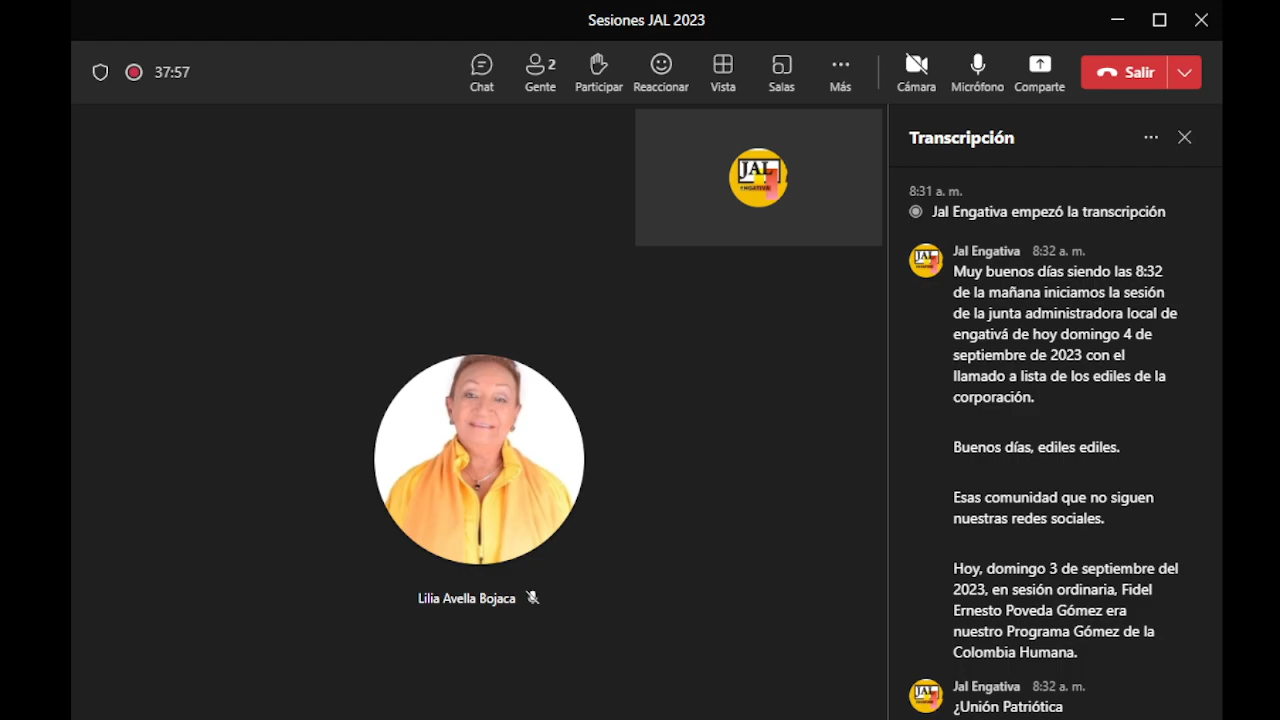 Sesiones JAL 2023
37:57
2
Chat
Gente
Participar
Reaccionar
Vista
Salas
Más
Cámara
Micrófono
Comparte
Salir
JAL
ENGATIVÁ
Lilia Avella Bojaca
Transcripción
8:31 a. m.
Jal Engativa empezó la transcripción
JAL
Jal Engativa 8:32 a. m.
Muy buenos días siendo las 8:32
de la mañana iniciamos la sesión
de la junta administradora local de
engativá de hoy domingo 4 de
septiembre de 2023 con el
llamado a lista de los ediles de la
corporación.
Buenos días, ediles ediles.
Esas comunidad que no siguen
nuestras redes sociales.
Hoy, domingo 3 de septiembre del
2023, en sesión ordinaria, Fidel
Ernesto Poveda Gómez era
nuestro Programa Gómez de la
Colombia Humana.
JAL
Jal Engativa 8:32 a. m.
¿Unión Patriótica